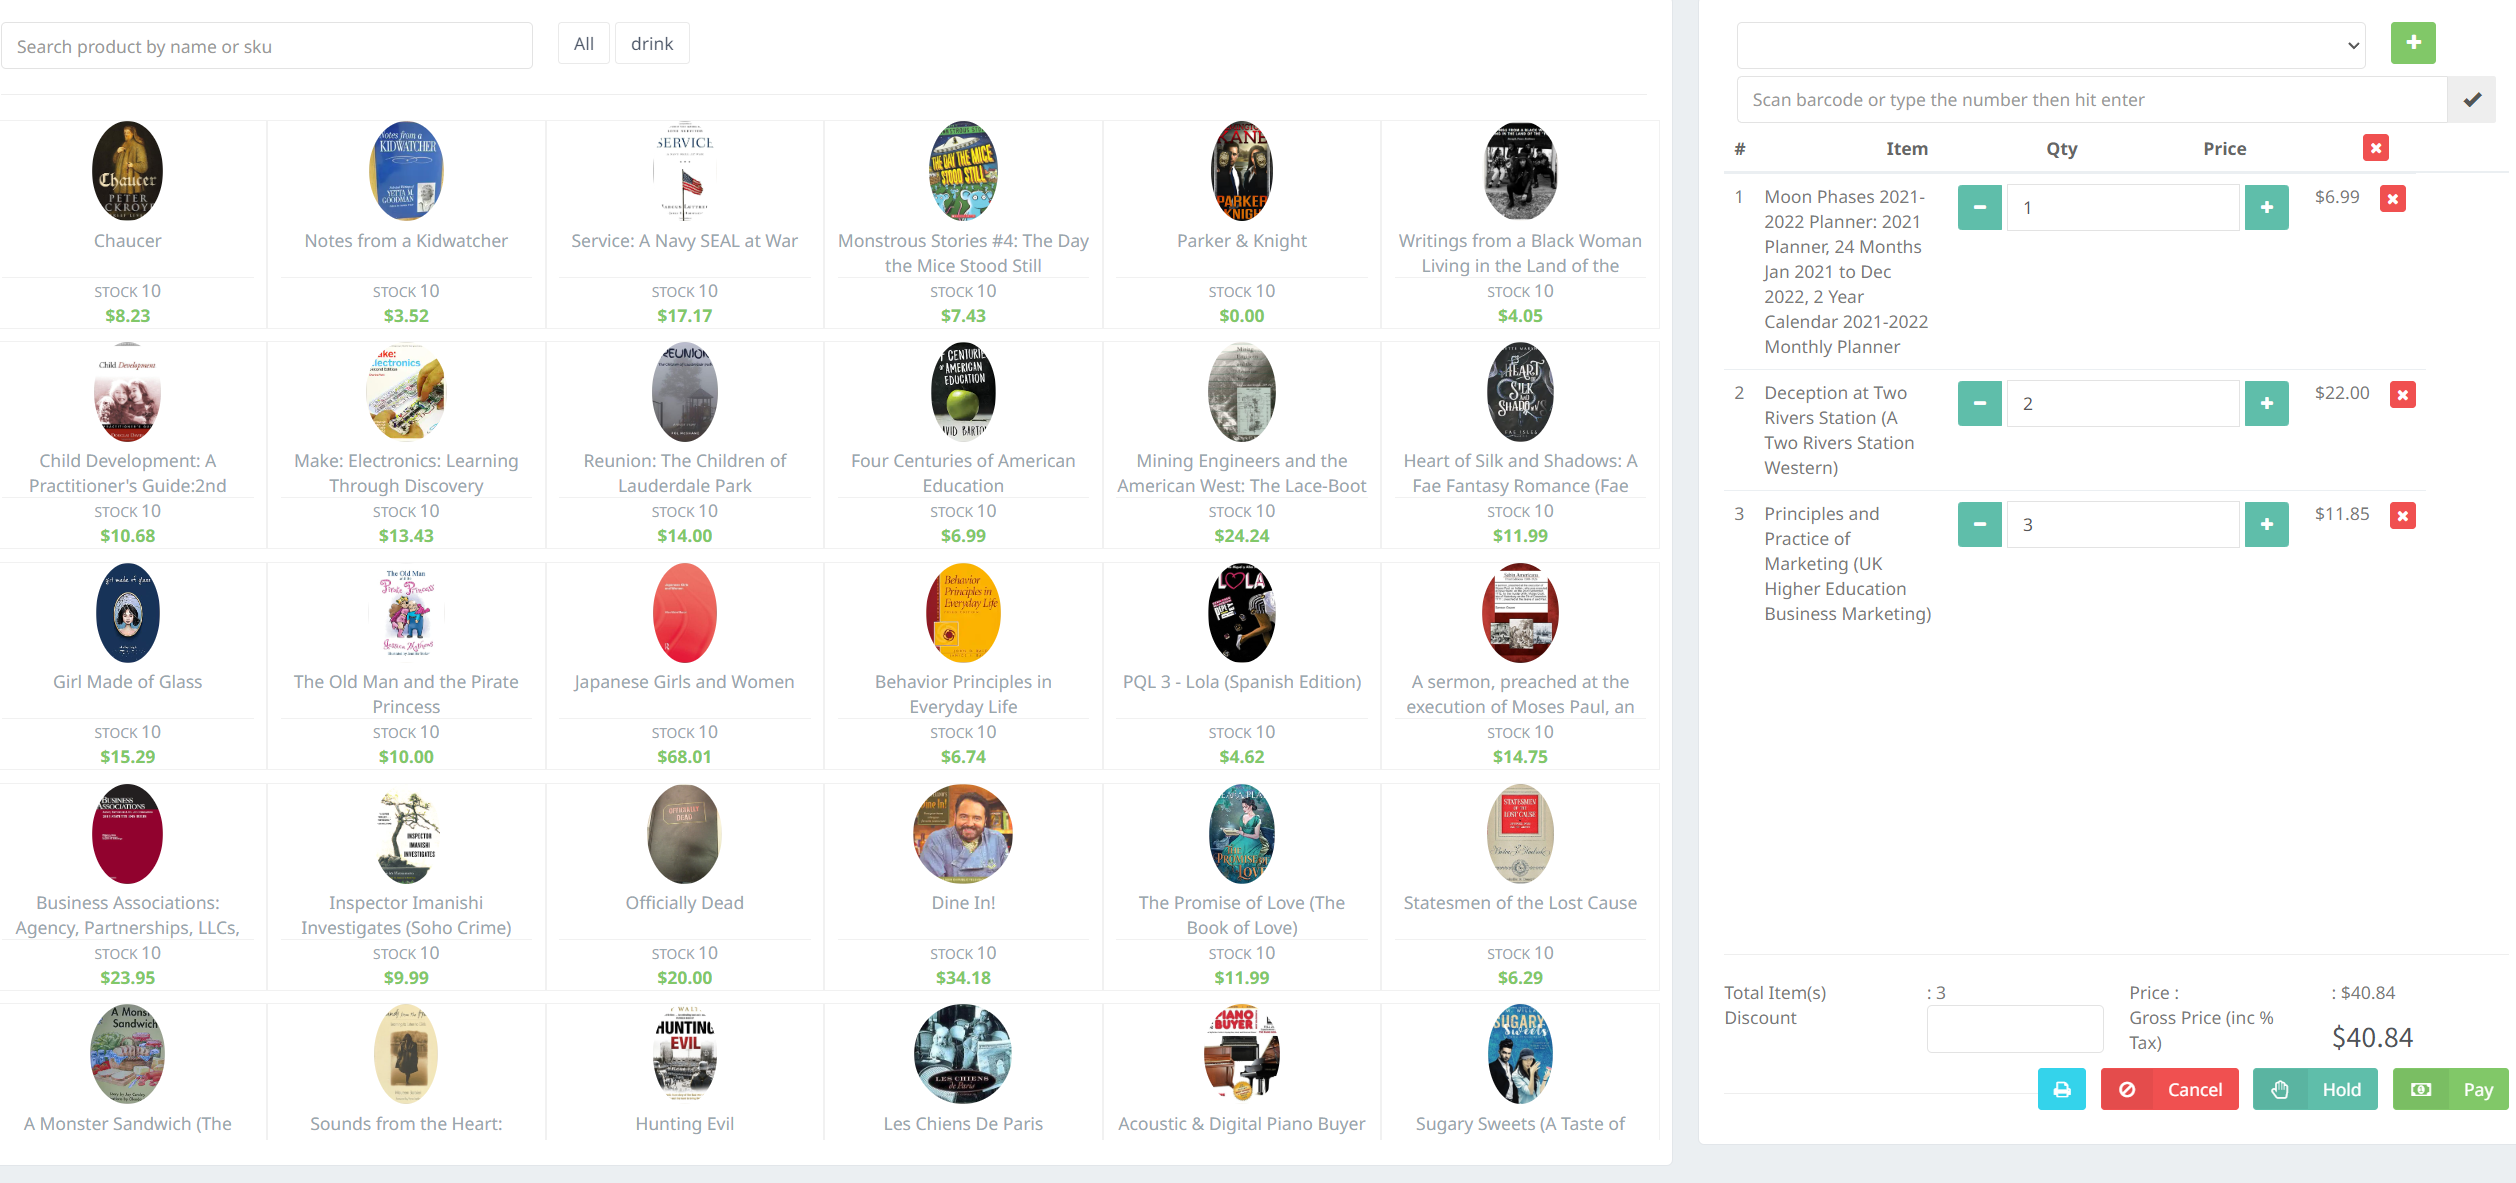 Search product by name or sku
All
drink
Chaucer
STOCK 10
$8.23
Notes from a Kidwatcher
STOCK 10
$3.52
Service: A Navy SEAL at War
STOCK 10
$17.17
Monstrous Stories #4: The Day
the Mice Stood Still
STOCK 10
$7.43
Parker & Knight
STOCK 10
$0.00
Writings from a Black Woman
Living in the Land of the
STOCK 10
$4.05
Child Development: A
Practitioner's Guide:2nd
STOCK 10
$10.68
Make: Electronics: Learning
Through Discovery
STOCK 10
$13.43
Reunion: The Children of
Lauderdale Park
STOCK 10
$14.00
Four Centuries of American
Education
STOCK 10
$6.99
Mining Engineers and the
American West: The Lace-Boot
STOCK 10
$24.24
Heart of Silk and Shadows: A
Fae Fantasy Romance (Fae
STOCK 10
$11.99
Girl Made of Glass
STOCK 10
$15.29
The Old Man and the Pirate
Princess
STOCK 10
$10.00
Japanese Girls and Women
STOCK 10
$68.01
Behavior Principles in
Everyday Life
STOCK 10
$6.74
PQL 3 - Lola (Spanish Edition)
STOCK 10
$4.62
A sermon, preached at the
execution of Moses Paul, an
STOCK 10
$14.75
Business Associations:
Agency, Partnerships, LLCs,
STOCK 10
$23.95
Inspector Imanishi
Investigates (Soho Crime)
STOCK 10
$9.99
Officially Dead
STOCK 10
$20.00
Dine In!
STOCK 10
$34.18
The Promise of Love (The
Book of Love)
STOCK 10
$11.99
Statesmen of the Lost Cause
STOCK 10
$6.29
A Monster Sandwich (The
Sounds from the Heart:
Hunting Evil
Les Chiens De Paris
Acoustic & Digital Piano Buyer
Sugary Sweets (A Taste of
Scan barcode or type the number then hit enter
# Item Qty Price
1 Moon Phases 2021- 1 $6.99
2022 Planner: 2021
Planner, 24 Months
Jan 2021 to Dec
2022, 2 Year
Calendar 2021-2022
Monthly Planner
2 Deception at Two 2 $22.00
Rivers Station (A
Two Rivers Station
Western)
3 Principles and 3 $11.85
Practice of
Marketing (UK
Higher Education
Business Marketing)
Total Item(s) : 3 Price : : $40.84
Discount
Gross Price (inc %
Tax) $40.84
Cancel
Hold
Pay